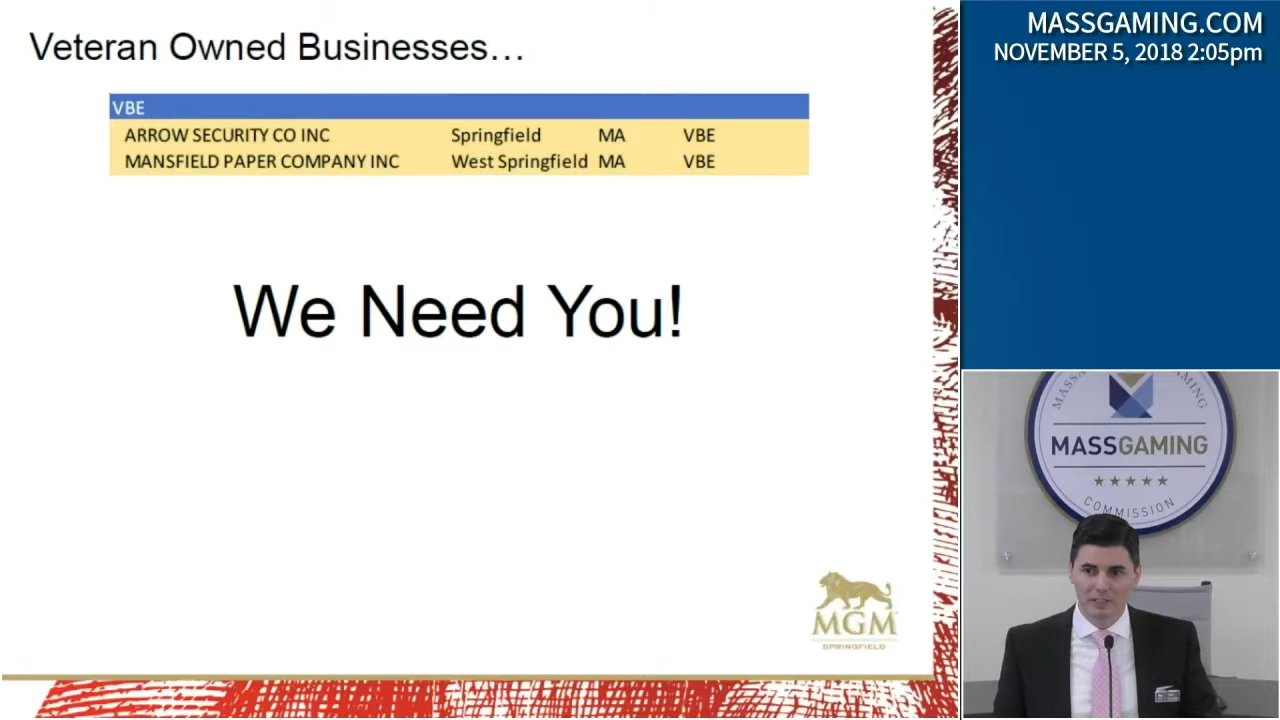 Veteran Owned Businesses…
VBE
ARROW SECURITY CO INC Springfield MA VBE
MANSFIELD PAPER COMPANY INC West Springfield MA VBE
We Need You!
MGM
SPRINGFIELD
MASSGAMING.COM
NOVEMBER 5, 2018 2:05pm
MASSGAMING
COMMISSION